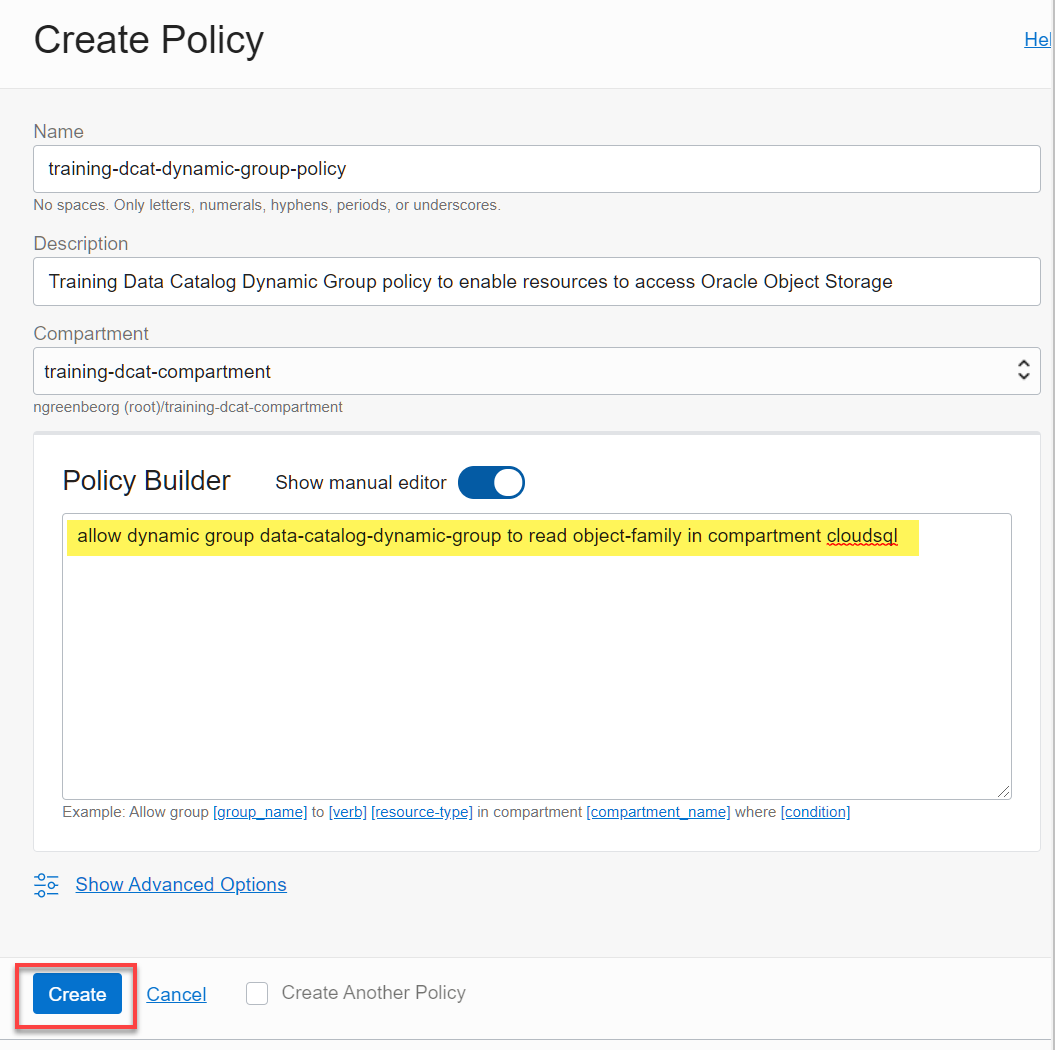 Create Policy
Hel
Name
training-dcat-dynamic-group-policy
No spaces. Only letters, numerals, hyphens, periods, or underscores.
Description
Training Data Catalog Dynamic Group policy to enable resources to access Oracle Object Storage
Compartment
training-dcat-compartment
ngreenbeorg (root)/training-dcat-compartment
Policy Builder Show manual editor
allow dynamic group data-catalog-dynamic-group to read object-family in compartment cloudsql
Example: Allow group [group_name] to [verb] [resource-type] in compartment [compartment_name] where [condition]
Show Advanced Options
Create Cancel Create Another Policy